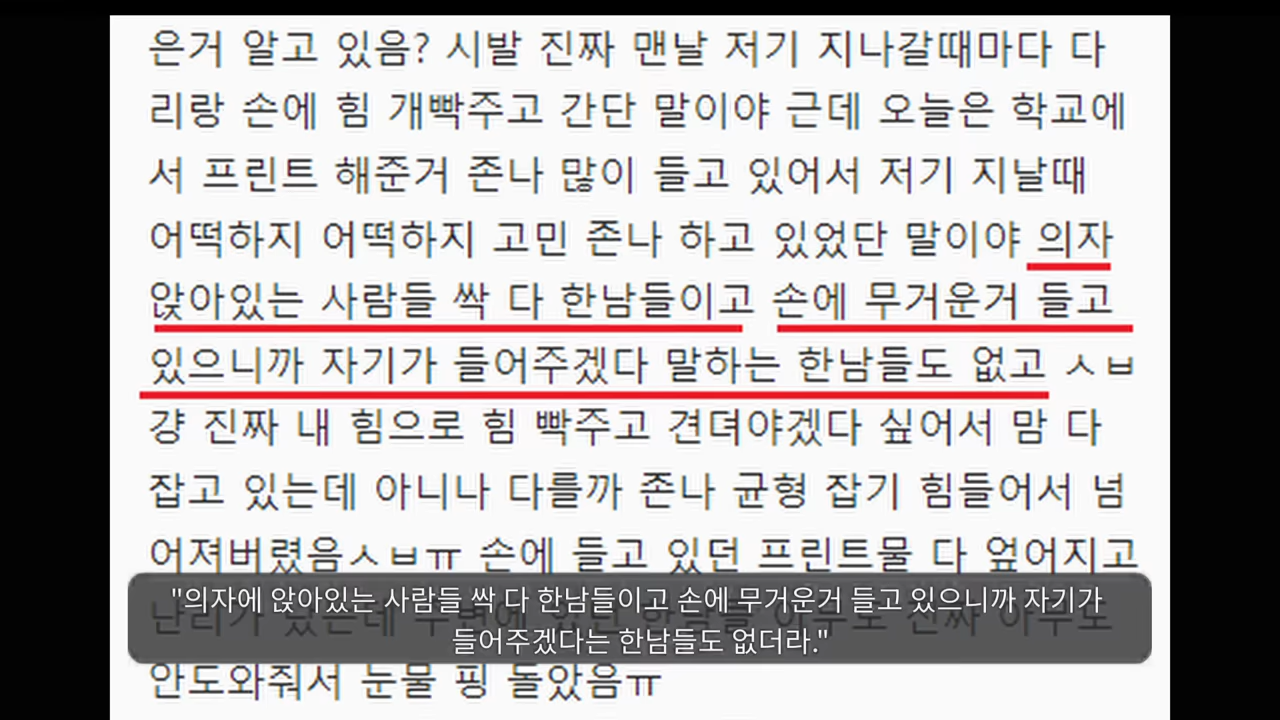 은거 알고 있음? 시발 진짜 맨날 저기 지나갈때마다 다
리랑 손에 힘 개빡주고 간단 말이야 근데 오늘은 학교에
서 프린트 해준거 존나 많이 들고 있어서 저기 지날때
어떡하지 어떡하지 고민 존나 하고 있었단 말이야 의자
앉아있는 사람들 싹 다 한남들이고 손에 무거운거 들고
있으니까 자기가 들어주겠다 말하는 한남들도 없고 ㅅㅂ
걍 진짜 내 힘으로 힘 빡주고 견뎌야겠다 싶어서 맘 다
잡고 있는데 아니나 다를까 존나 균형 잡기 힘들어서 넘
어져버렸음ㅅㅂㅠ 손에 들고 있던 프린트물 다 엎어지고
"의자에 앉아있는 사람들 싹 다 한남들이고 손에 무거운거 들고 있으니까 자기가
들어주겠다는 한남들도 없더라."
안도와줘서 눈물 핑 돌았음ㅠ